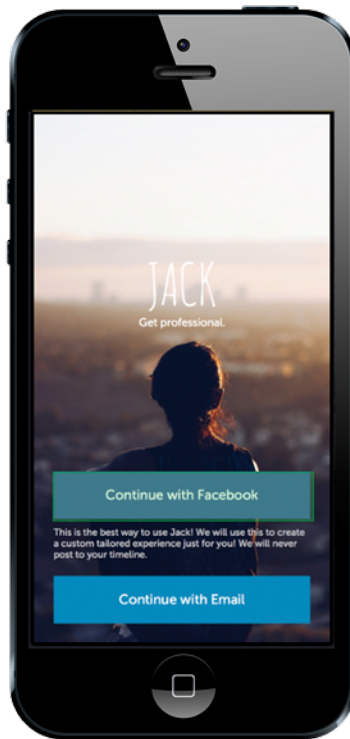 JACK
Get professional.
Continue with Facebook
This is the best way to use Jack! We will use this to create
a custom tailored experience just for you! We will never
post to your timeline.
Continue with Email